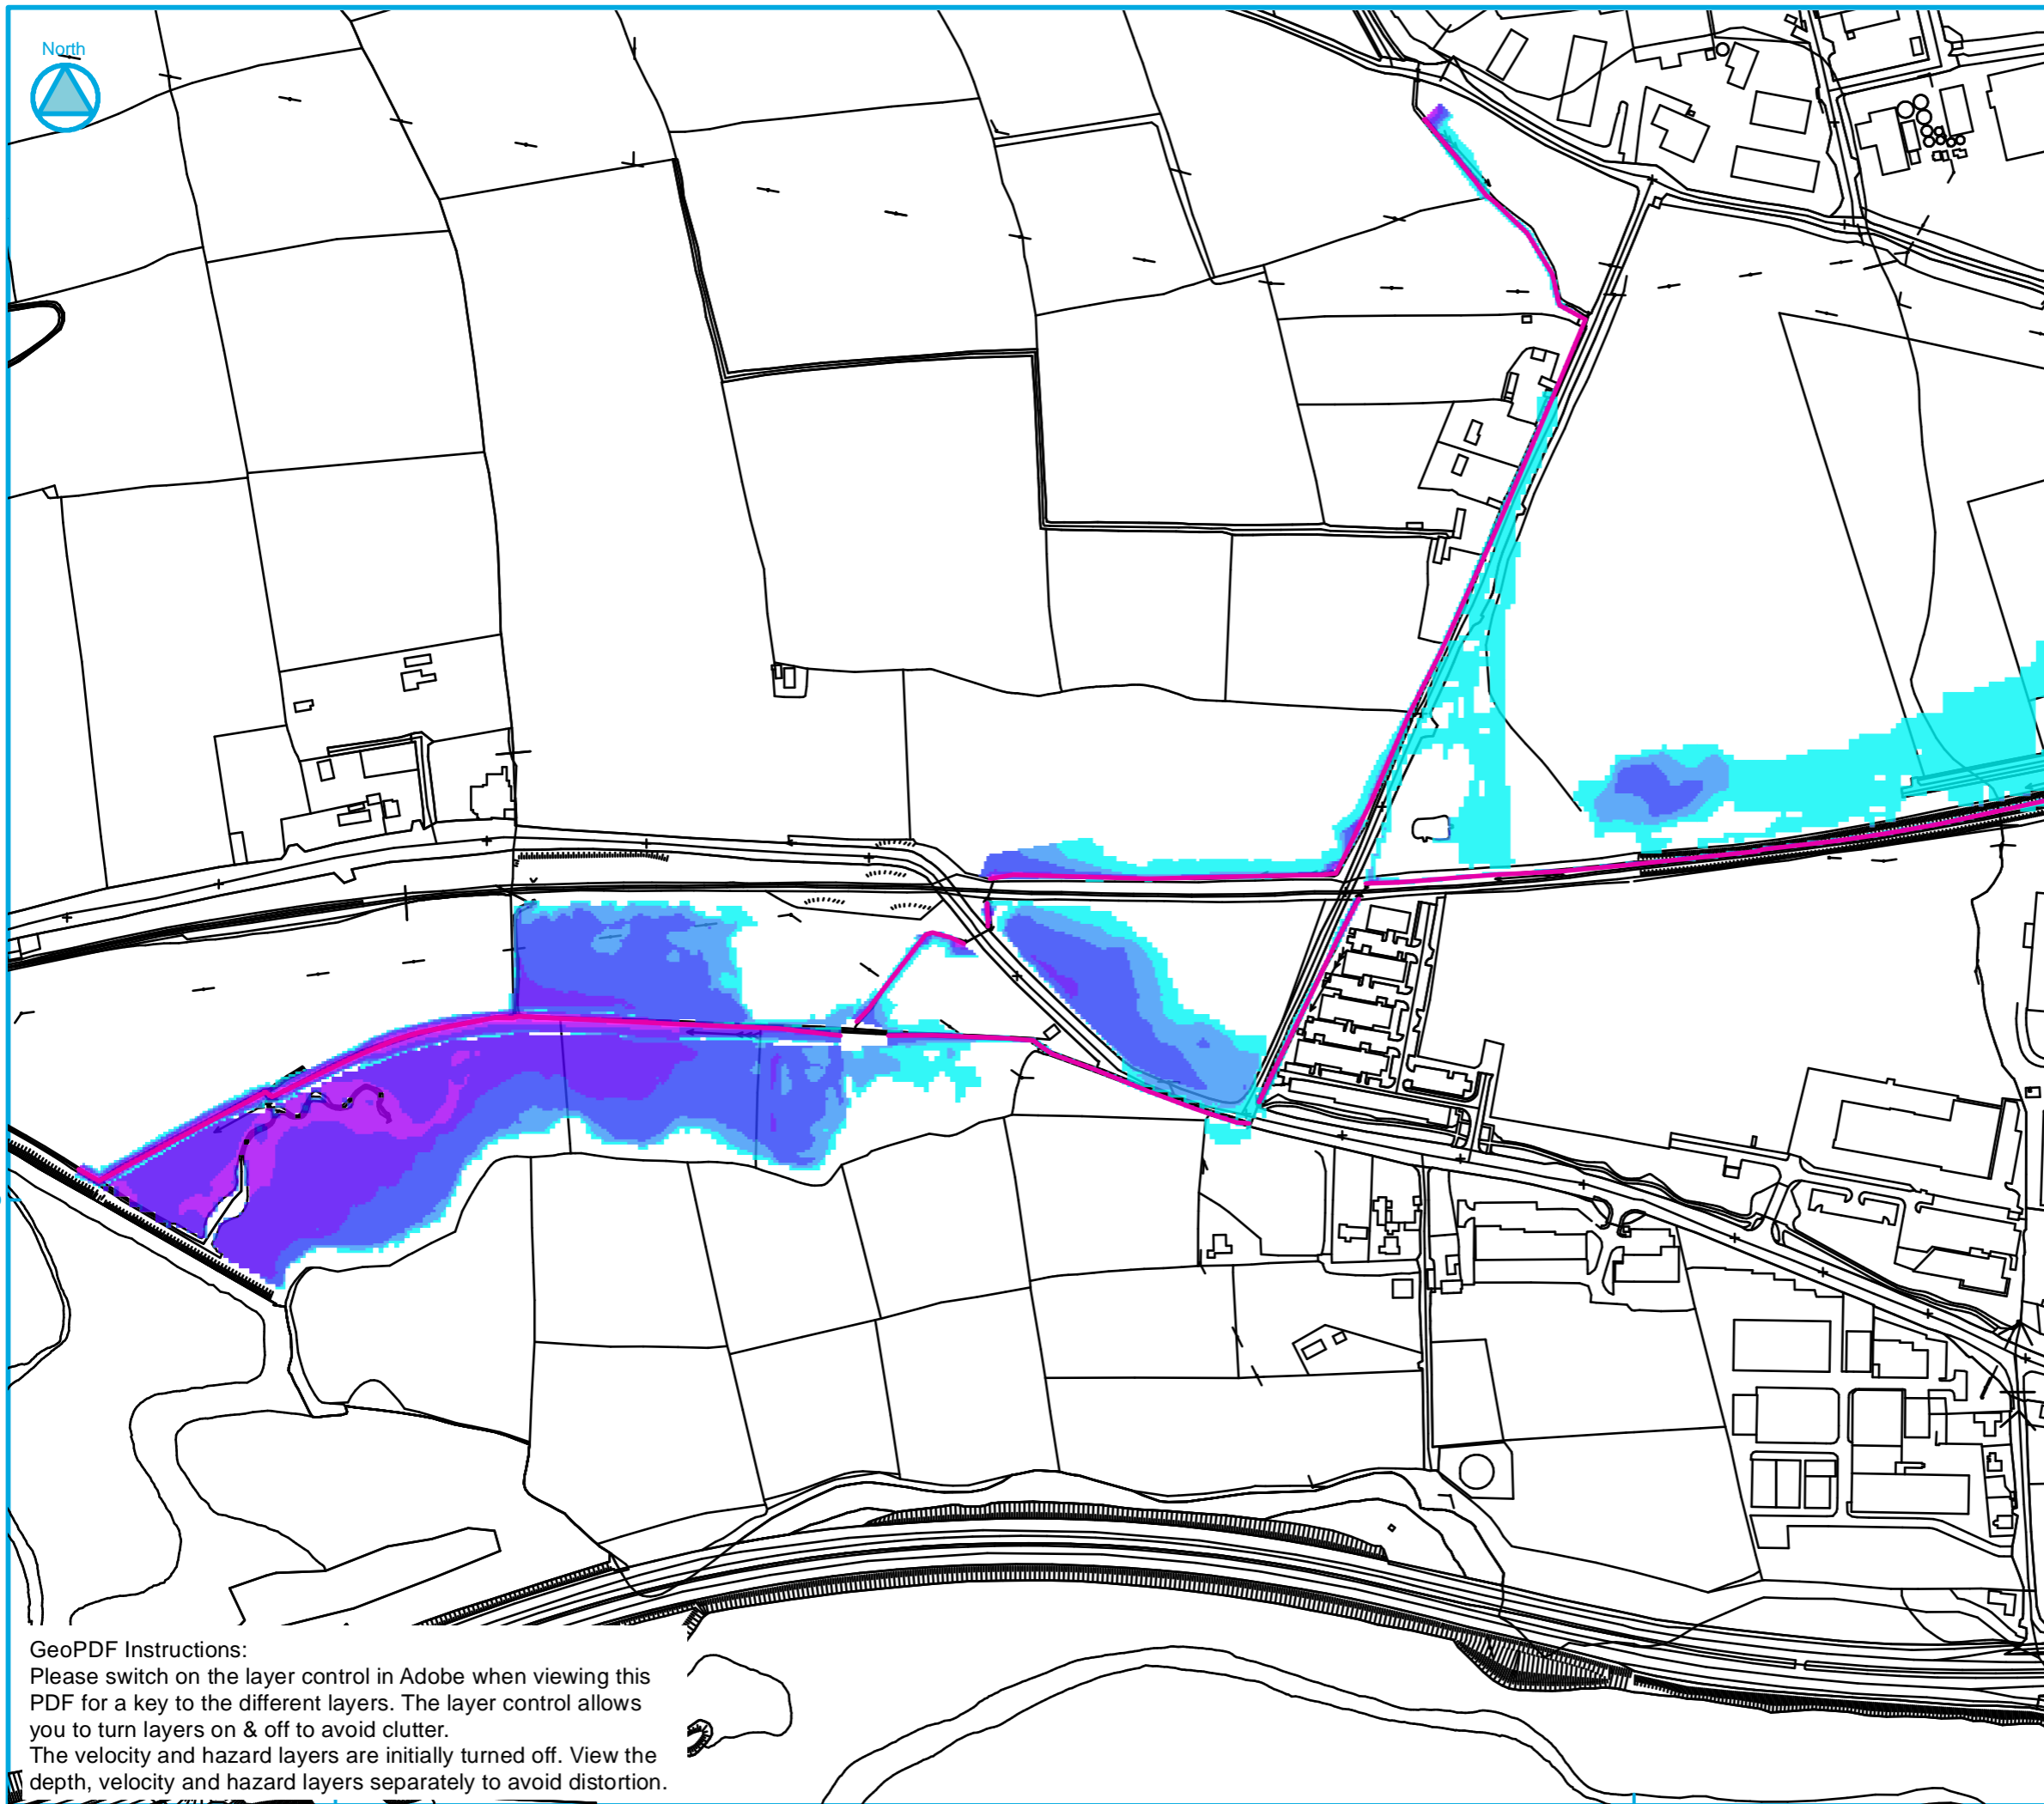 North
GeoPDF Instructions:
Please switch on the layer control in Adobe when viewing this
PDF for a key to the different layers. The layer control allows
you to turn layers on & off to avoid clutter.
The velocity and hazard layers are initially turned off. View the
depth, velocity and hazard layers separately to avoid distortion.